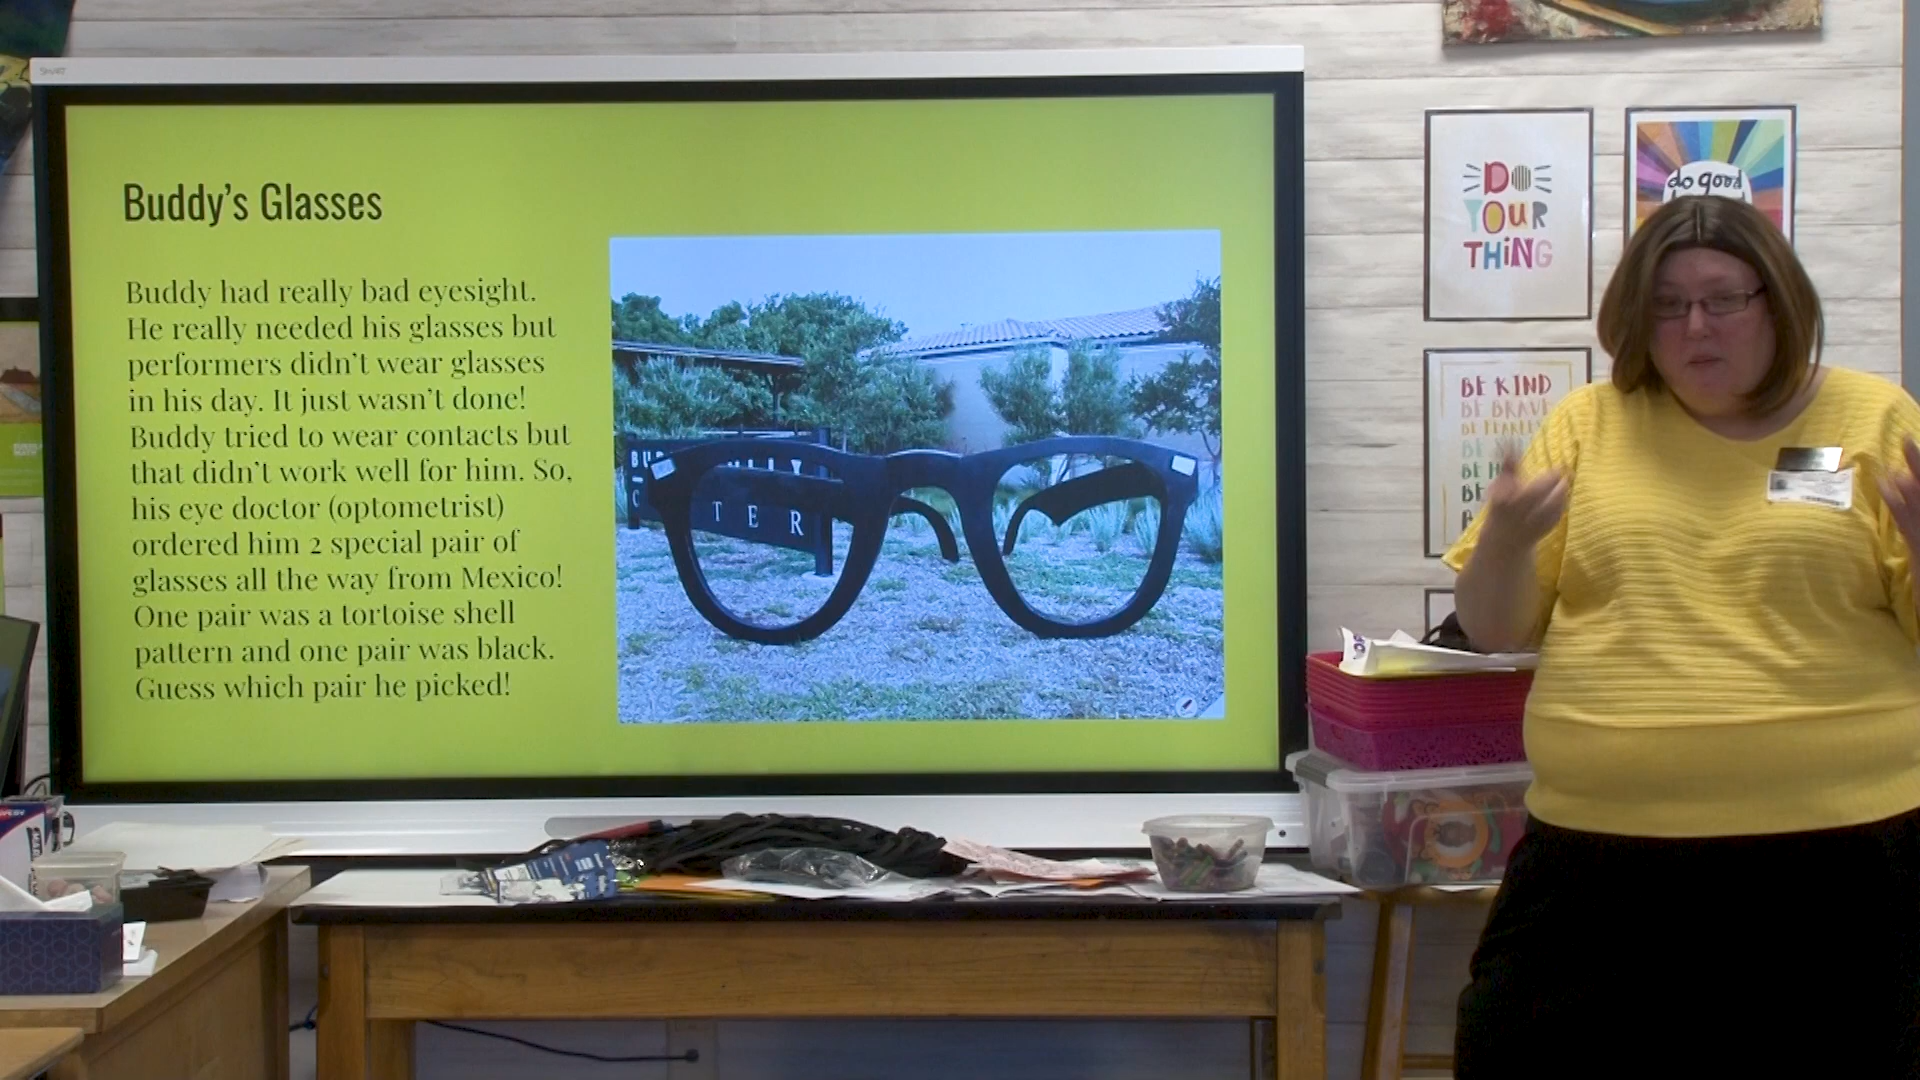 SMART
Buddy's Glasses
Buddy had really bad eyesight.
He really needed his glasses but
performers didn't wear glasses
in his day. It just wasn't done!
Buddy tried to wear contacts but
that didn't work well for him. So,
his eye doctor (optometrist)
ordered him 2 special pair of
glasses all the way from Mexico!
One pair was a tortoise shell
pattern and one pair was black.
Guess which pair he picked!
DO
YOUR
THING
do good
BE KIND
BE BRAVE